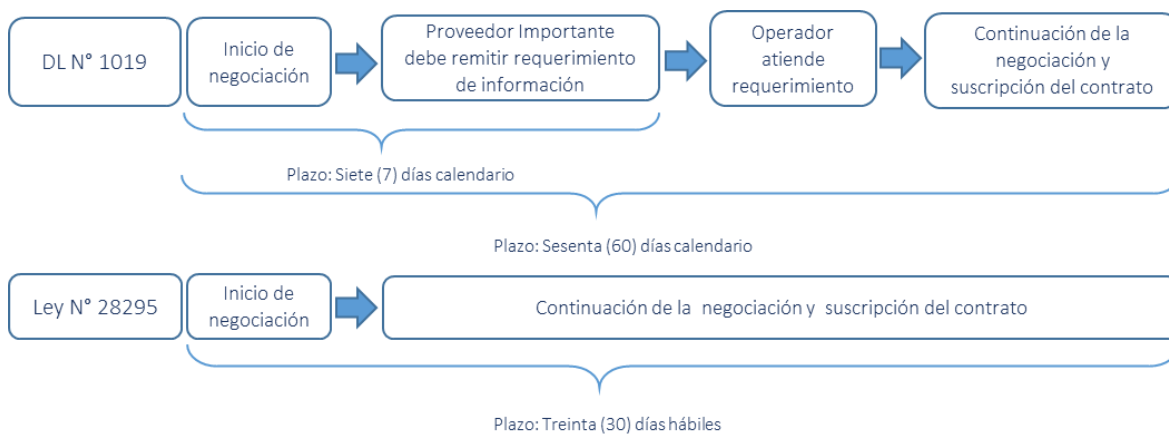 DL N° 1019
Inicio de
negociación
Proveedor Importante
debe remitir requerimiento
de información
Operador
atiende
requerimiento
Continuación de la
negociación y
suscripción del contrato
Plazo: Siete (7) días calendario
Plazo: Sesenta (60) días calendario
Ley N° 28295
Inicio de
negociación
Continuación de la negociación y suscripción del contrato
Plazo: Treinta (30) días hábiles